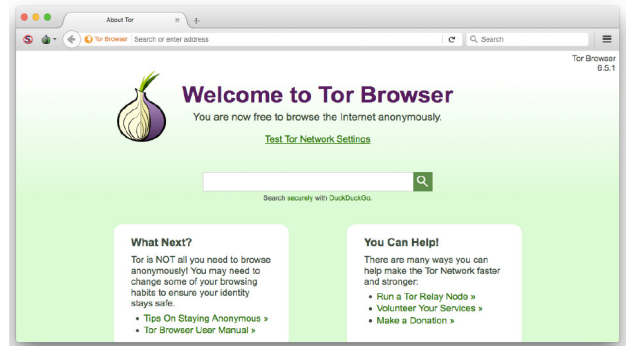 About Tor
Tor Browser Search or enter address
Search
Tor Browser
6.5.1
Welcome to Tor Browser
You are now free to browse the Internet anonymously.
Test Tor Network Settings
Search securely with DuckDuckGo.
What Next?
Tor is NOT all you need to browse
anonymously! You may need to
change some of your browsing
habits to ensure your identity
stays safe.
• Tips On Staying Anonymous »
• Tor Browser User Manual »
You Can Help!
There are many ways you can
help make the Tor Network faster
and stronger:
• Run a Tor Relay Node »
• Volunteer Your Services »
• Make a Donation »